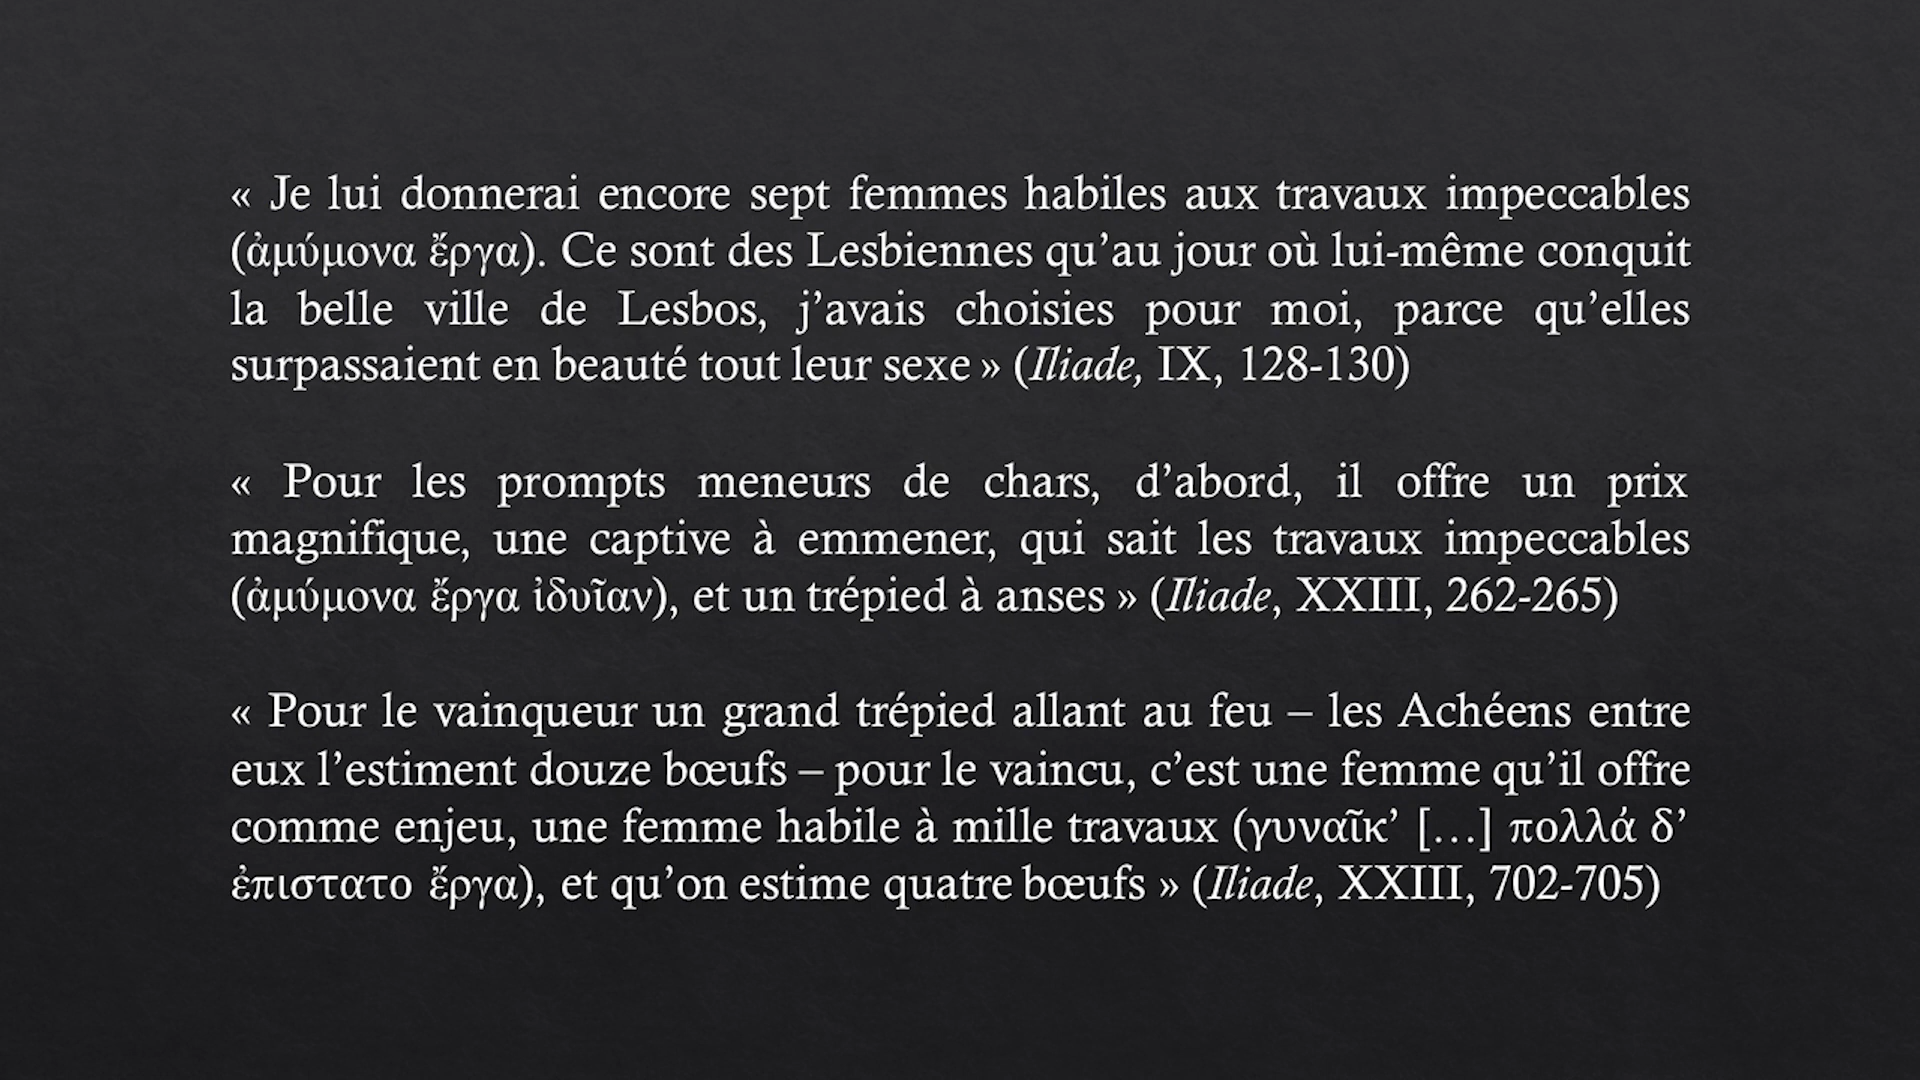 « Je lui donnerai encore sept femmes habiles aux travaux impeccables
(ἀμύμονα ἔργα). Ce sont des Lesbiennes qu’au jour où lui-même conquit
la belle ville de Lesbos, j’avais choisies pour moi, parce qu’elles
surpassaient en beauté tout leur sexe » (Iliade, IX, 128-130)
« Pour les prompts meneurs de chars, d’abord, il offre un prix
magnifique, une captive à emmener, qui sait les travaux impeccables
(ἀμύμονα ἔργα ἰδυῖαν), et un trépied à anses » (Iliade, XXIII, 262-265)
« Pour le vainqueur un grand trépied allant au feu – les Achéens entre
eux l’estiment douze bœufs – pour le vaincu, c’est une femme qu’il offre
comme enjeu, une femme habile à mille travaux (γυναῖκ’ […] πολλά δ’
ἐπιστατο ἔργα), et qu’on estime quatre bœufs » (Iliade, XXIII, 702-705)